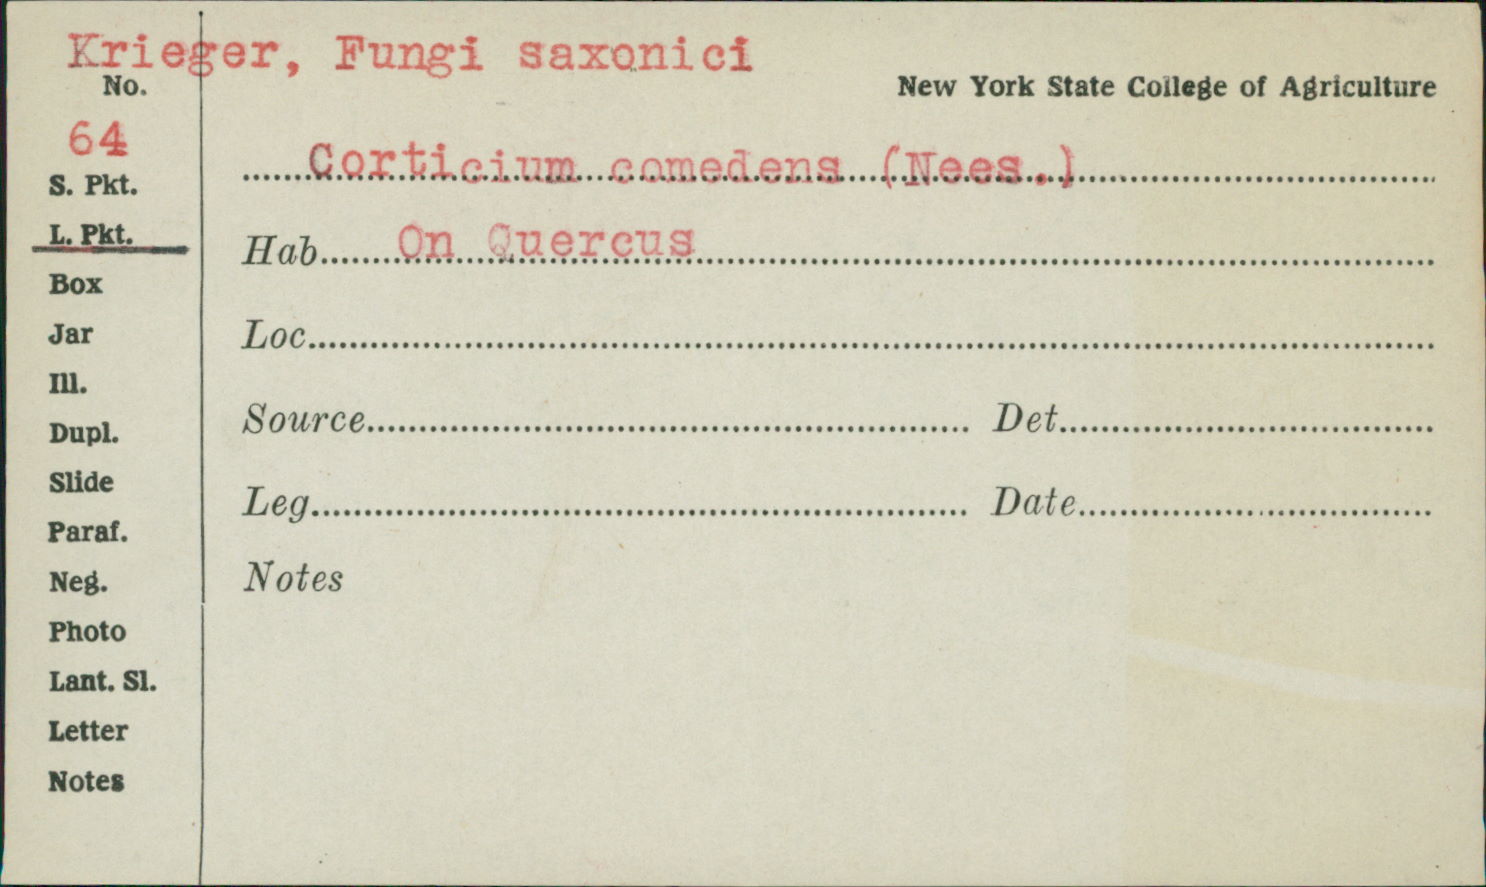 Krieger, Fungi saxonici
No.
New York State College of Agriculture
64
Corticium comedens (Nees.)
S. Pkt.
L. Pkt.
Hab. On Quercus
Box
Jar
Loc.
Ill.
Dupl.
Source Det.
Slide
Leg. Date
Paraf.
Neg.
Notes
Photo
Lant. Sl.
Letter
Notes